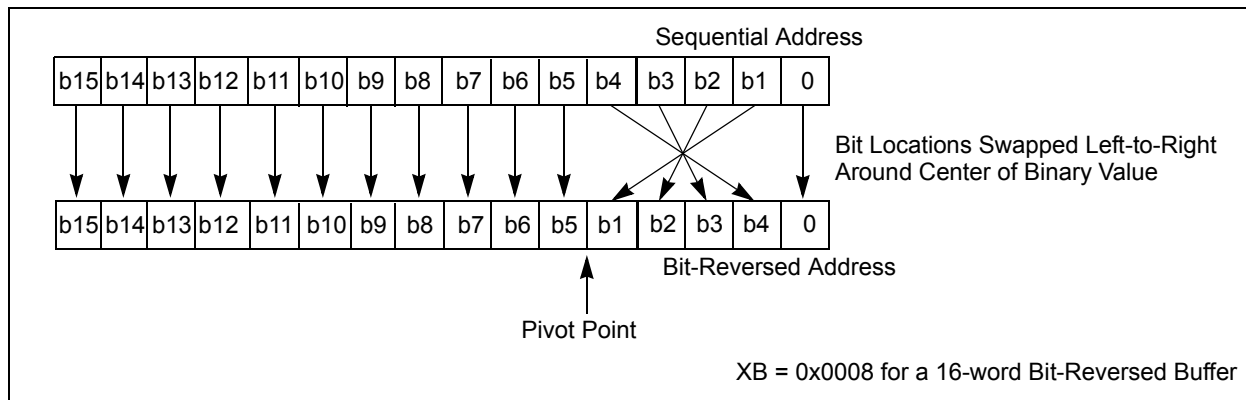 Sequential Address
b15 b14 b13 b12 b11 b10 b9 b8 b7 b6 b5 b4 b3 b2 b1 0
Bit Locations Swapped Left-to-Right
Around Center of Binary Value
b15 b14 b13 b12 b11 b10 b9 b8 b7 b6 b5 b1 b2 b3 b4 0
Bit-Reversed Address
Pivot Point
XB = 0x0008 for a 16-word Bit-Reversed Buffer